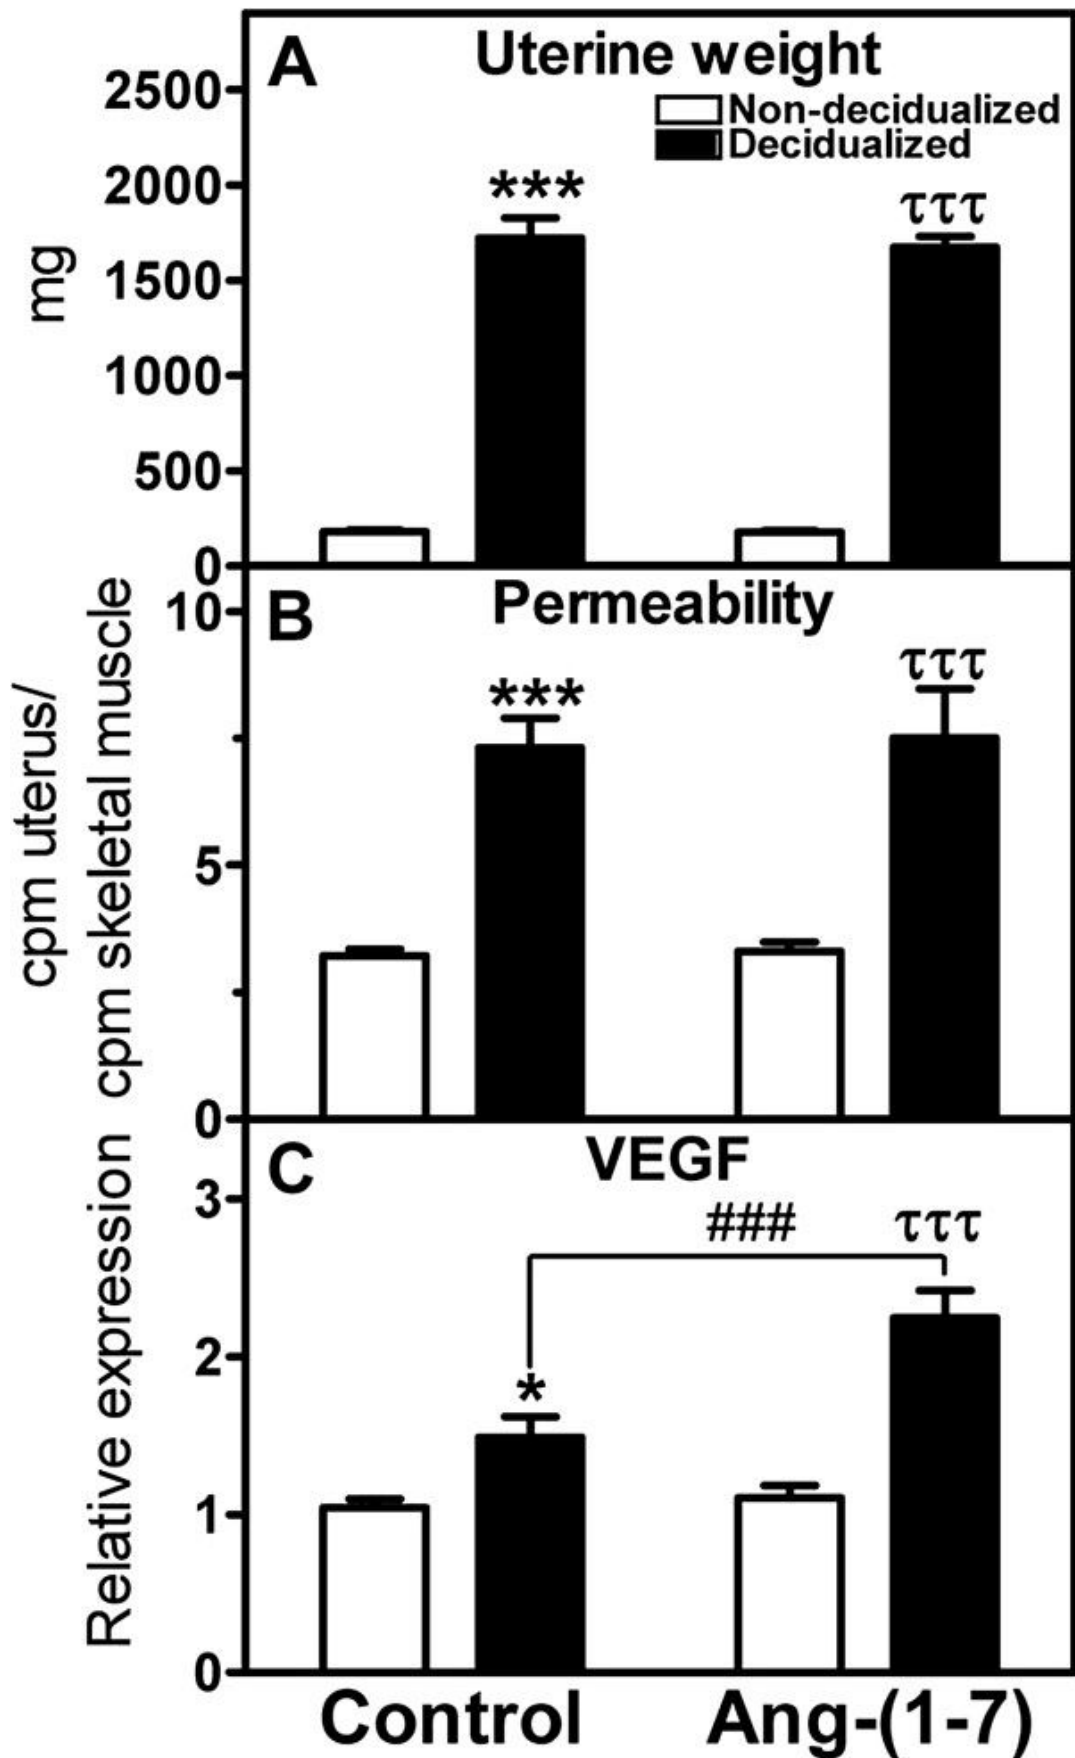 A
Uterine weight
Non-decidualized
Decidualized
2500
2000
1500
1000
500
0
mg
***
τττ
B
Permeability
10
5
0
cpm uterus/
cpm skeletal muscle
***
τττ
C
VEGF
3
2
1
0
Relative expression
###
τττ
*
Control
Ang-(1-7)